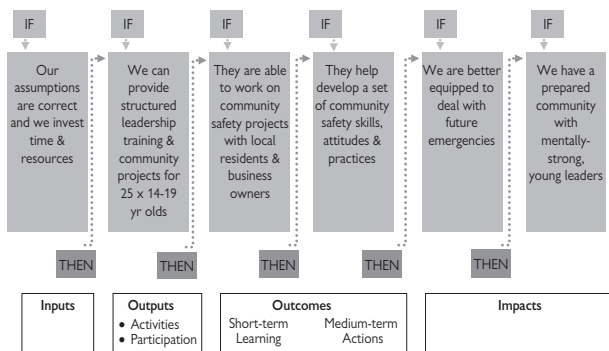 IF
IF
IF
IF
IF
IF
Our
assumptions
are correct
and we invest
time &
resources
We can
provide
structured
leadership
training &
community
projects for
25 x 14-19
yr olds
They are able
to work on
community
safety projects
with local
residents &
business
owners
They help
develop a set
of community
safety skills,
attitudes &
practices
We are better
equipped to
deal with
future
emergencies
We have a
prepared
community
with
mentally-
strong,
young leaders
THEN
THEN
THEN
THEN
THEN
Inputs
Outputs
• Activities
• Participation
Outcomes
Short-term
Learning
Medium-term
Actions
Impacts